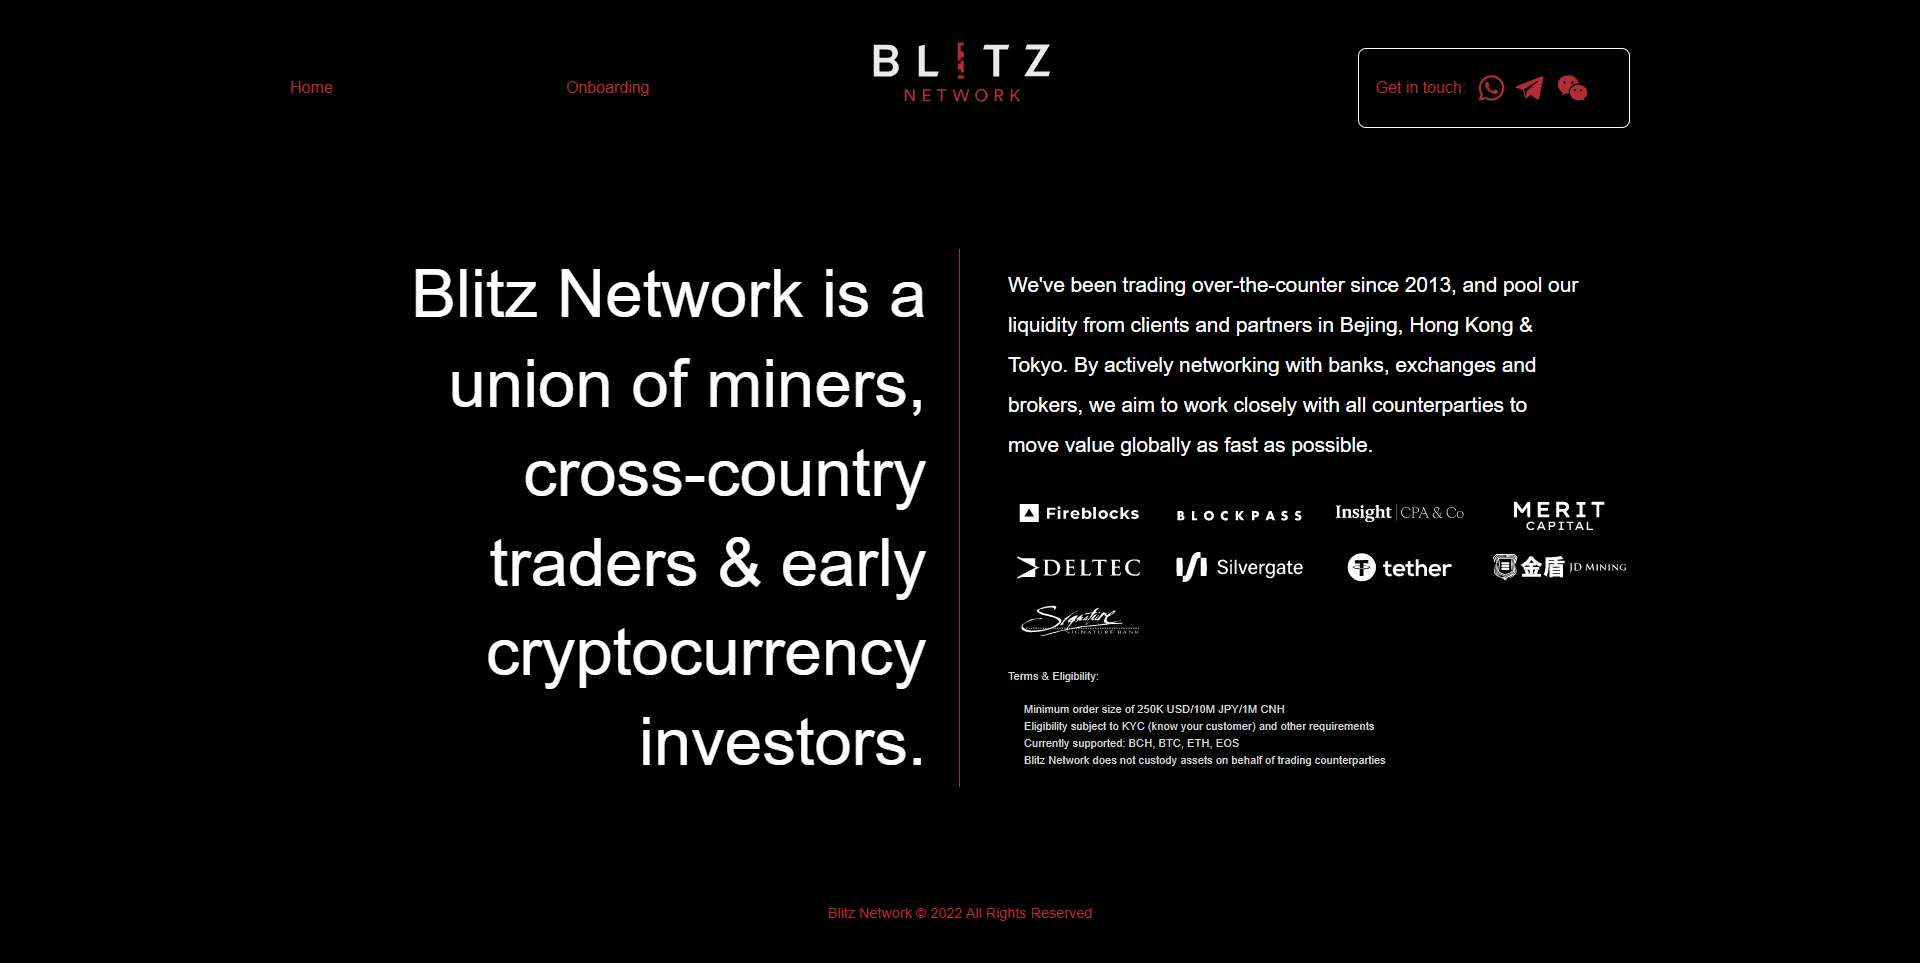 Home
Onboarding
BLITZ
NETWORK
Get in touch:
Blitz Network is a
union of miners,
cross-country
traders & early
cryptocurrency
investors.
We've been trading over-the-counter since 2013, and pool our
liquidity from clients and partners in Bejing, Hong Kong &
Tokyo. By actively networking with banks, exchanges and
brokers, we aim to work closely with all counterparties to
move value globally as fast as possible.
Fireblocks
BLOCKPASS
Insight | CPA & Co
MERIT
CAPITAL
DELTEC
Silvergate
tether
金盾 JD MINING
Signature
SIGNATURE BANK
Terms & Eligibility:
Minimum order size of 250K USD/10M JPY/1M CNH
Eligibility subject to KYC (know your customer) and other requirements
Currently supported: BCH, BTC, ETH, EOS
Blitz Network does not custody assets on behalf of trading counterparties
Blitz Network © 2022 All Rights Reserved